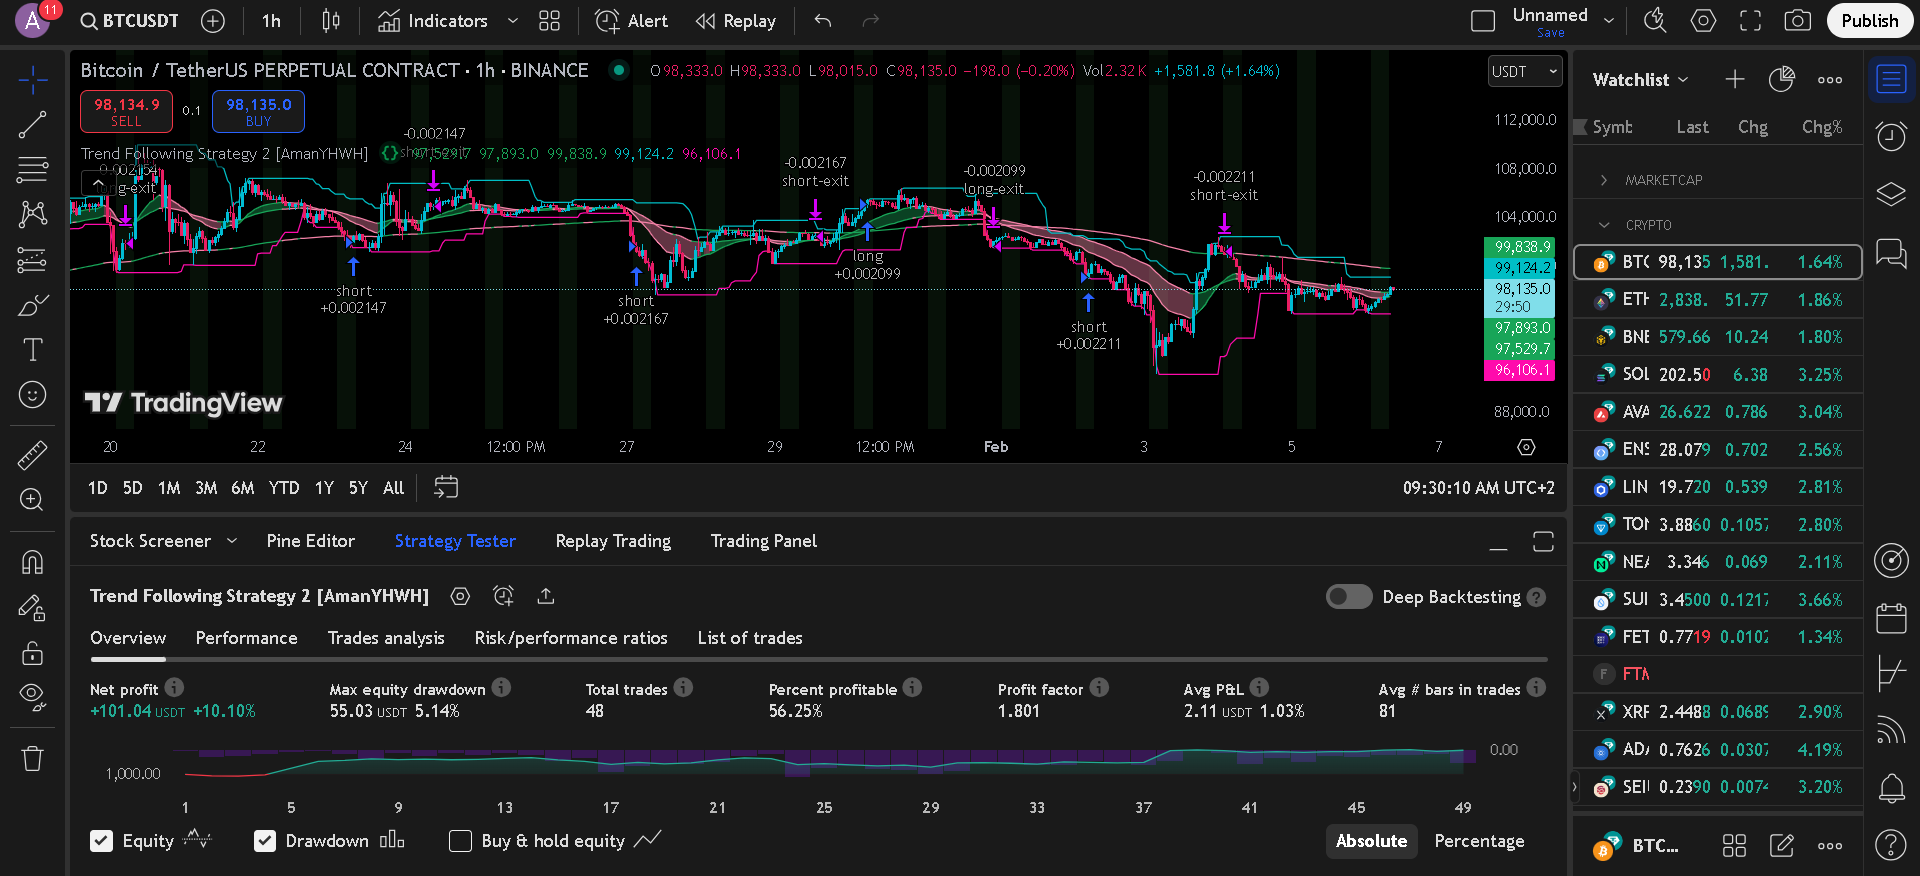 A 11 BTCUSDT 1h Indicators Alert Replay Unnamed Save Publish
Bitcoin / TetherUS PERPETUAL CONTRACT · 1h · BINANCE O98,333.0 H98,333.0 L98,015.0 C98,135.0 −198.0 (−0.20%) Vol2.32 K +1,581.8 (+1.64%)
USDT
98,134.9 SELL 0.1 98,135.0 BUY
Trend Following Strategy 2 [AmanYHWH] 97,529.7 97,893.0 99,838.9 99,124.2 96,106.1
long-exit
-0.002147
short-exit
short
+0.002147
short
+0.002167
-0.002167
short-exit
long
+0.002099
-0.002099
long-exit
short
+0.002211
-0.002211
short-exit
112,000.0
108,000.0
104,000.0
99,838.9
99,124.2
98,135.0
29:50
97,893.0
97,529.7
96,106.1
88,000.0
TradingView
20 22 24 12:00 PM 27 29 12:00 PM Feb 3 5 7
1D 5D 1M 3M 6M YTD 1Y 5Y All 09:30:10 AM UTC+2
Stock Screener Pine Editor Strategy Tester Replay Trading Trading Panel
Trend Following Strategy 2 [AmanYHWH] Deep Backtesting
Overview Performance Trades analysis Risk/performance ratios List of trades
Net profit Max equity drawdown Total trades Percent profitable Profit factor Avg P&L Avg # bars in trades
+101.04 USDT +10.10% 55.03 USDT 5.14% 48 56.25% 1.801 2.11 USDT 1.03% 81
0.00
1,000.00
1 5 9 13 17 21 25 29 33 37 41 45 49
Equity Drawdown Buy & hold equity Absolute Percentage
Watchlist
Symb Last Chg Chg%
MARKETCAP
CRYPTO
BTC 98,135 1,581. 1.64%
ETH 2,838. 51.77 1.86%
BNB 579.66 10.24 1.80%
SOL 202.50 6.38 3.25%
AVA 26.622 0.786 3.04%
ENS 28.079 0.702 2.56%
LIN 19.720 0.539 2.81%
TON 3.8860 0.1057 2.80%
NEA 3.346 0.069 2.11%
SUI 3.4500 0.1217 3.66%
FET 0.7719 0.0102 1.34%
F FTM
XRP 2.4488 0.0689 2.90%
ADA 0.7626 0.0307 4.19%
SEI 0.2390 0.0074 3.20%
BTC...